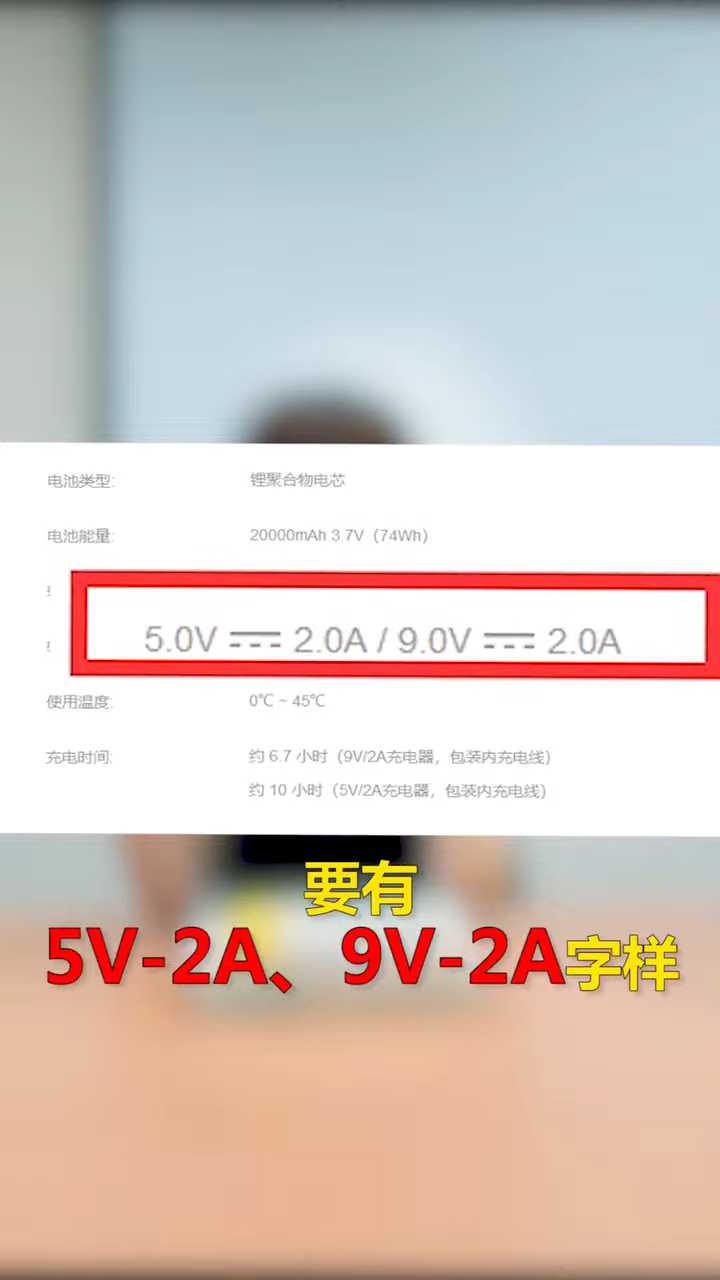 电池类型: 锂聚合物电芯
电池能量: 20000mAh 3.7V（74Wh）
5.0V ⎓ 2.0A / 9.0V ⎓ 2.0A
使用温度: 0℃ ~ 45℃
充电时间: 约 6.7 小时（9V/2A充电器，包装内充电线）
约 10 小时（5V/2A充电器，包装内充电线）
要有
5V-2A、9V-2A字样